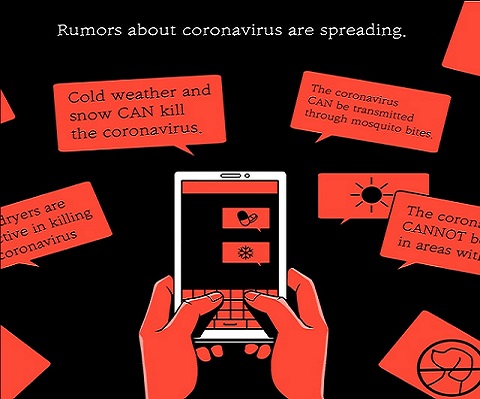 Rumors about coronavirus are spreading.
Cold weather and
snow CAN kill
the coronavirus.
The coronavirus
CAN be transmitted
through mosquito bites.
dryers are
ctive in killing
coronavirus
The corona
CANNOT be
in areas with